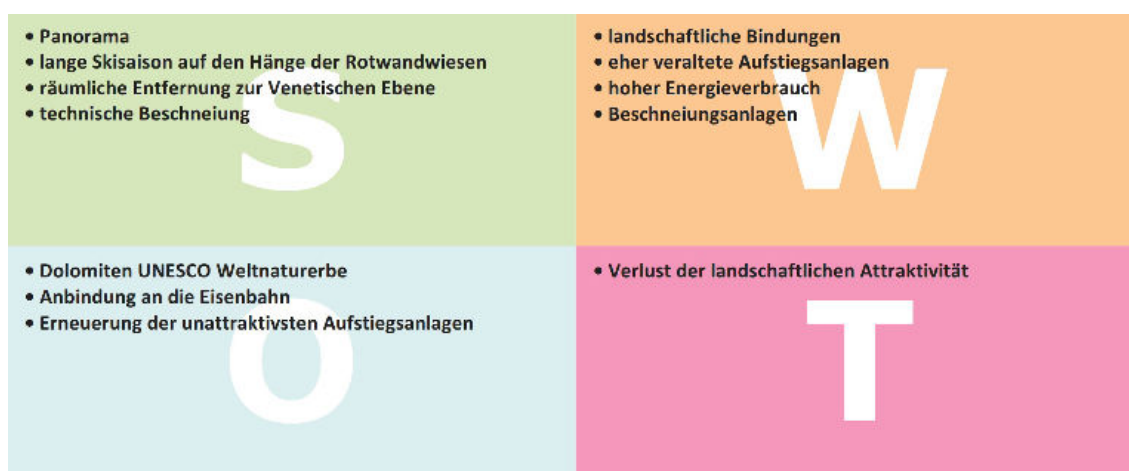 • Panorama
• lange Skisaison auf den Hänge der Rotwandwiesen
• räumliche Entfernung zur Venetischen Ebene
• technische Beschneiung
S
• landschaftliche Bindungen
• eher veraltete Aufstiegsanlagen
• hoher Energieverbrauch
• Beschneiungsanlagen
W
• Dolomiten UNESCO Weltnaturerbe
• Anbindung an die Eisenbahn
• Erneuerung der unattraktivsten Aufstiegsanlagen
O
• Verlust der landschaftlichen Attraktivität
T